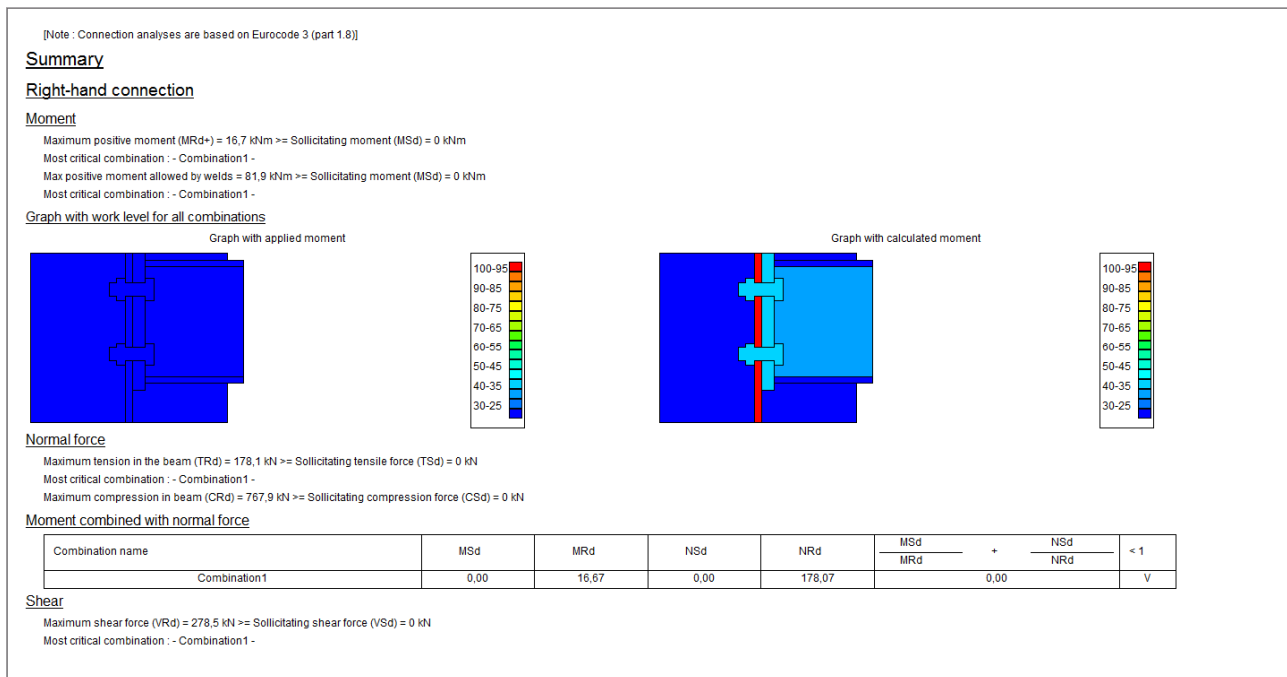 [Note : Connection analyses are based on Eurocode 3 (part 1.8)]
Summary
Right-hand connection
Moment
Maximum positive moment (MRd+) = 16,7 kNm >= Sollicitating moment (MSd) = 0 kNm
Most critical combination : - Combination1 -
Max positive moment allowed by welds = 81,9 kNm >= Sollicitating moment (MSd) = 0 kNm
Most critical combination : - Combination1 -
Graph with work level for all combinations
Graph with applied moment
100-95
90-85
80-75
70-65
60-55
50-45
40-35
30-25
Graph with calculated moment
100-95
90-85
80-75
70-65
60-55
50-45
40-35
30-25
Normal force
Maximum tension in the beam (TRd) = 178,1 kN >= Sollicitating tensile force (TSd) = 0 kN
Most critical combination : - Combination1 -
Maximum compression in beam (CRd) = 767,9 kN >= Sollicitating compression force (CSd) = 0 kN
Moment combined with normal force
Combination name MSd MRd NSd NRd MSd / MRd + NSd / NRd < 1
Combination1 0,00 16,67 0,00 178,07 0,00 V
Shear
Maximum shear force (VRd) = 278,5 kN >= Sollicitating shear force (VSd) = 0 kN
Most critical combination : - Combination1 -